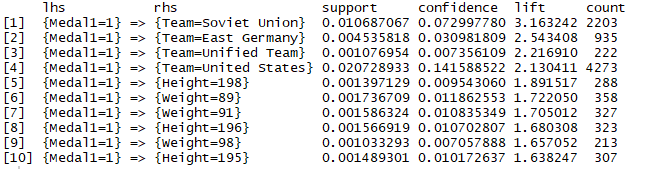 lhs rhs support confidence lift count
[1] {Medal1=1} => {Team=Soviet Union} 0.010687067 0.072997780 3.163242 2203
[2] {Medal1=1} => {Team=East Germany} 0.004535818 0.030981809 2.543408 935
[3] {Medal1=1} => {Team=Unified Team} 0.001076954 0.007356109 2.216910 222
[4] {Medal1=1} => {Team=United States} 0.020728933 0.141588522 2.130411 4273
[5] {Medal1=1} => {Height=198} 0.001397129 0.009543060 1.891517 288
[6] {Medal1=1} => {Weight=89} 0.001736709 0.011862553 1.722050 358
[7] {Medal1=1} => {Weight=91} 0.001586324 0.010835349 1.705012 327
[8] {Medal1=1} => {Height=196} 0.001566919 0.010702807 1.680308 323
[9] {Medal1=1} => {Weight=98} 0.001033293 0.007057888 1.657052 213
[10] {Medal1=1} => {Height=195} 0.001489301 0.010172637 1.638247 307